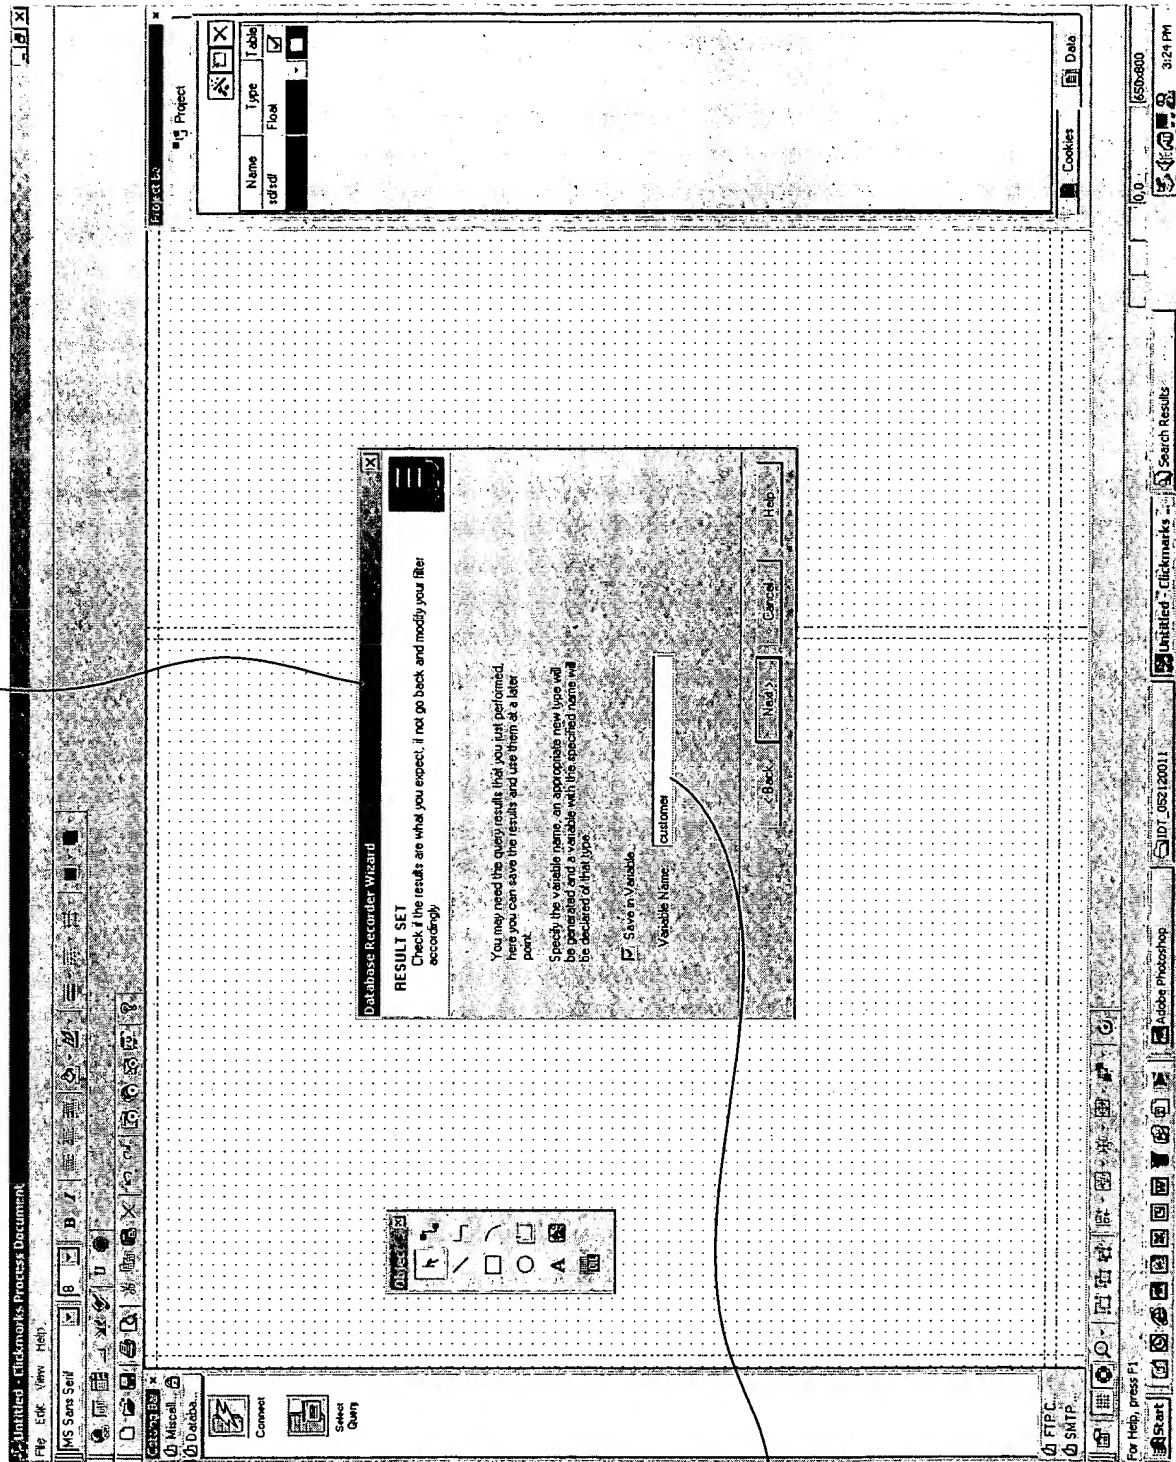 Untitled - Clickmarks Process Document
File Edit View Help
MS Sans Serif
8
B I
U
Miscell...
Databa...
Connect
Select
Query
FTP C...
SMTP...
Objects
A
Database Recorder Wizard
RESULT SET
Check if the results are what you expect, if not go back and modify your filter
accordingly
You may need the query results that you just performed,
here you can save the results and use them at a later
point.
Specify the variable name, an appropriate new type will
be generated and a variable with the specified name will
be declared of that type.
Save in Variable
Variable Name
customer
< Back
Next >
Cancel
Help
Project Ba
Project
Name Type Table
sdfsdf Float
Cookies
Data
For Help, press F1
0,0
650x800
Start
Adobe Photoshop
ID7_052120011
Untitled - Clickmarks ...
Search Results
3:24 PM